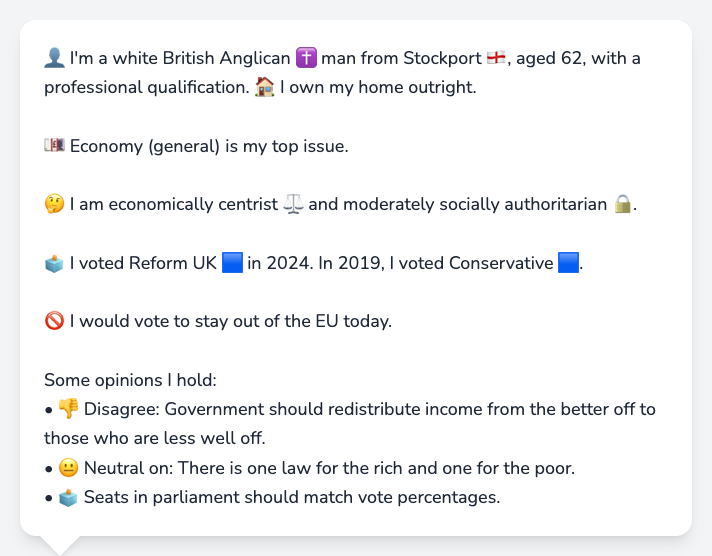 👤 I'm a white British Anglican ✝️ man from Stockport 🏴󠁧󠁢󠁥󠁮󠁧󠁿, aged 62, with a
professional qualification. 🏠 I own my home outright.
💷 Economy (general) is my top issue.
🤔 I am economically centrist ⚖️ and moderately socially authoritarian 🔒.
🗳️ I voted Reform UK 🟦 in 2024. In 2019, I voted Conservative 🟦.
🚫 I would vote to stay out of the EU today.
Some opinions I hold:
• 👎 Disagree: Government should redistribute income from the better off to
those who are less well off.
• 😐 Neutral on: There is one law for the rich and one for the poor.
• 🗳️ Seats in parliament should match vote percentages.